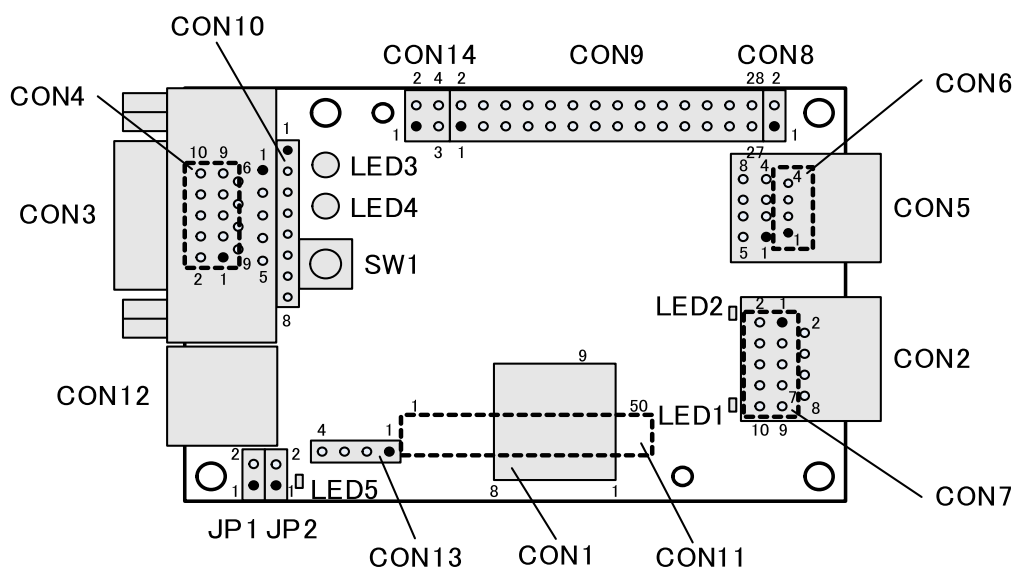 CON10
CON14
CON9
CON8
CON6
CON4
2 4 2 28 2
1 1
3 1
27
1
10 9 6 1
LED3
LED4
SW1
CON3
2 1 9 5
8
8 4 4
CON5
5 1 1
LED2
2 1 2
CON2
LED1
7 8
10 9
CON12
9
1 50
4 1
2 2
1 1
LED5
8 1
CON7
JP1 JP2
CON13
CON1
CON11